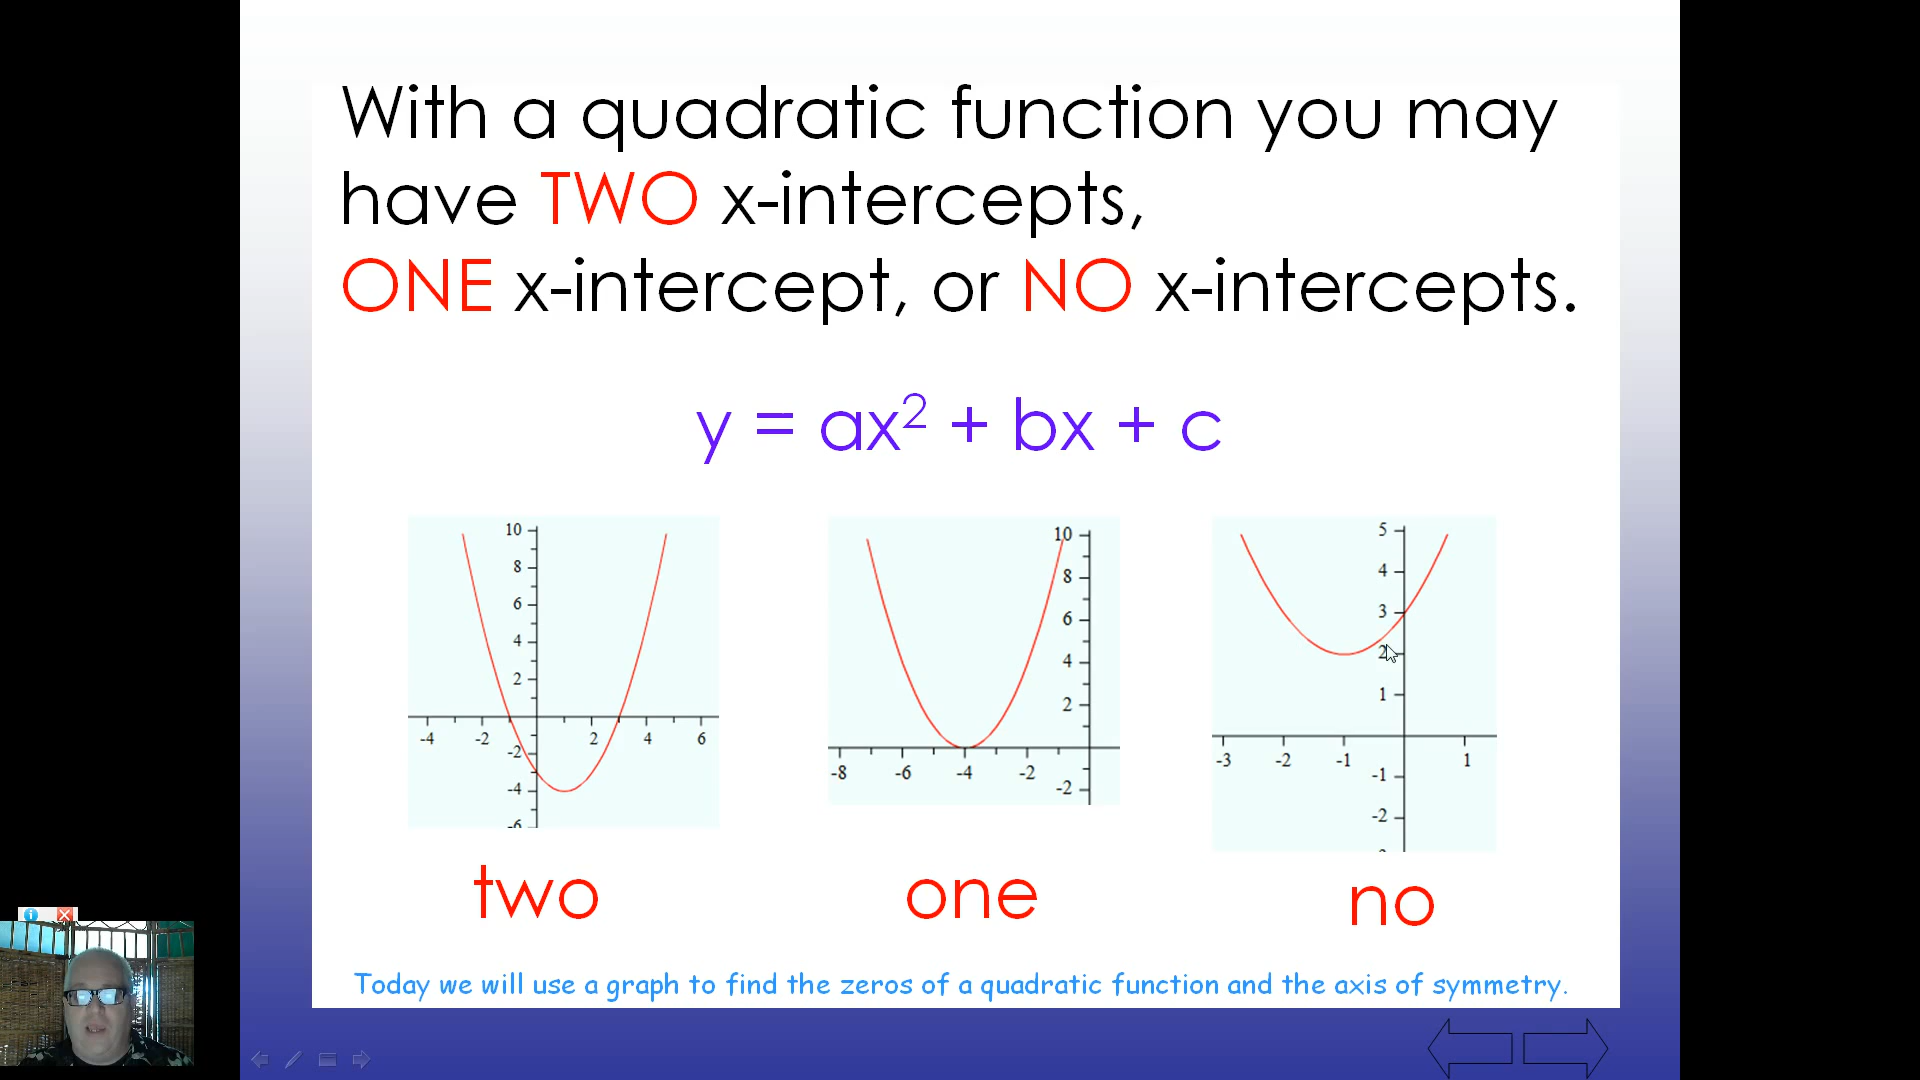 With a quadratic function you may
have TWO x-intercepts,
ONE x-intercept, or NO x-intercepts.
y = ax² + bx + c
10
8
6
4
2
-4 -2 2 4 6
-2
-4
-6
10
8
6
4
2
-8 -6 -4 -2
-2
5
4
3
2
1
-3 -2 -1 1
-1
-2
two one no
Today we will use a graph to find the zeros of a quadratic function and the axis of symmetry.